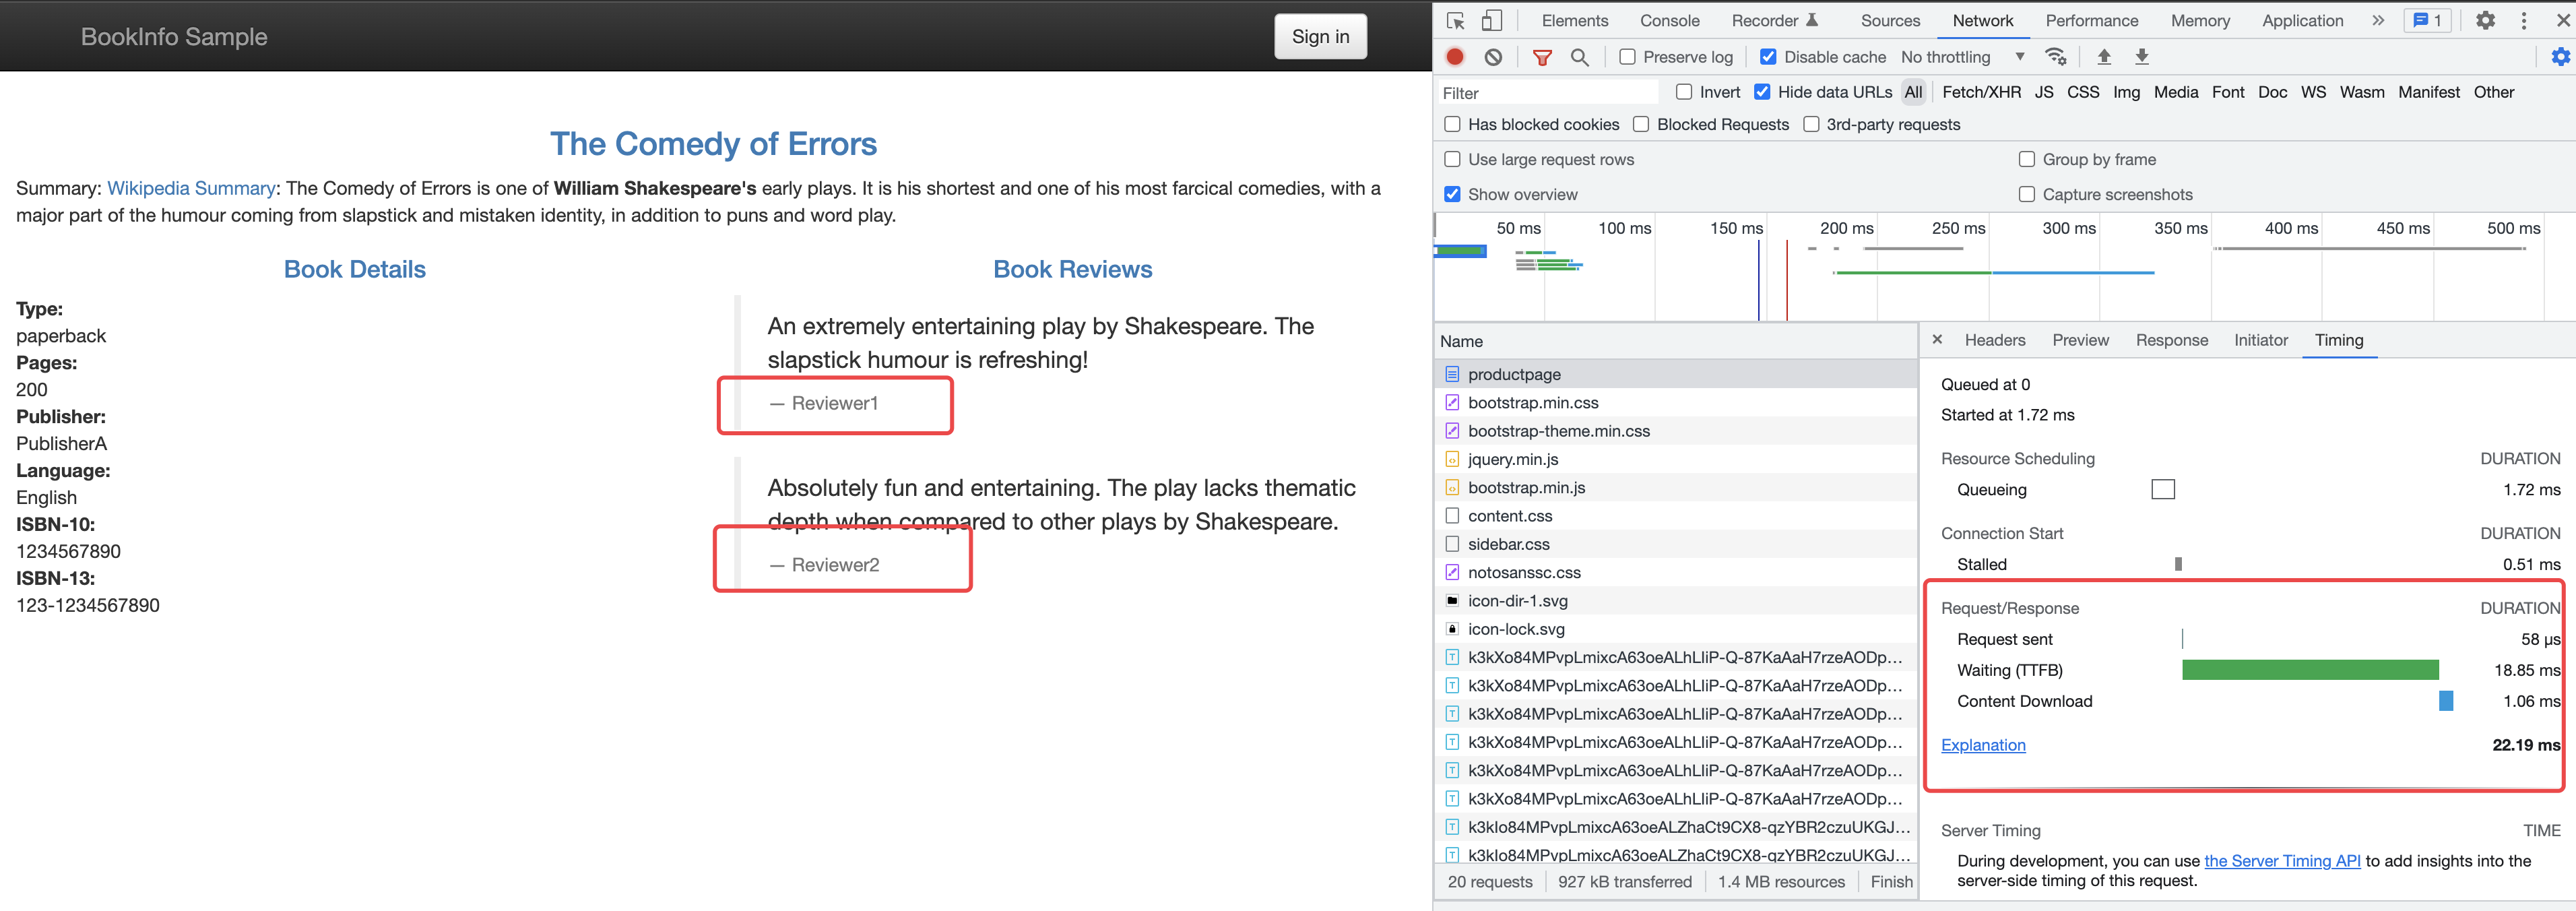 BookInfo Sample
Sign in
The Comedy of Errors
Summary: Wikipedia Summary: The Comedy of Errors is one of William Shakespeare's early plays. It is his shortest and one of his most farcical comedies, with a
major part of the humour coming from slapstick and mistaken identity, in addition to puns and word play.
Book Details
Type:
paperback
Pages:
200
Publisher:
PublisherA
Language:
English
ISBN-10:
1234567890
ISBN-13:
123-1234567890
Book Reviews
An extremely entertaining play by Shakespeare. The
slapstick humour is refreshing!
— Reviewer1
Absolutely fun and entertaining. The play lacks thematic
depth when compared to other plays by Shakespeare.
— Reviewer2
Elements Console Recorder Sources Network Performance Memory Application » 1
Preserve log Disable cache No throttling
Filter Invert Hide data URLs All Fetch/XHR JS CSS Img Media Font Doc WS Wasm Manifest Other
Has blocked cookies Blocked Requests 3rd-party requests
Use large request rows Group by frame
Show overview Capture screenshots
50 ms 100 ms 150 ms 200 ms 250 ms 300 ms 350 ms 400 ms 450 ms 500 ms
Name
productpage
bootstrap.min.css
bootstrap-theme.min.css
jquery.min.js
bootstrap.min.js
content.css
sidebar.css
notosanssc.css
icon-dir-1.svg
icon-lock.svg
k3kXo84MPvpLmixcA63oeALhLIiP-Q-87KaAaH7rzeAODp...
k3kXo84MPvpLmixcA63oeALhLIiP-Q-87KaAaH7rzeAODp...
k3kXo84MPvpLmixcA63oeALhLIiP-Q-87KaAaH7rzeAODp...
k3kXo84MPvpLmixcA63oeALhLIiP-Q-87KaAaH7rzeAODp...
k3kXo84MPvpLmixcA63oeALhLIiP-Q-87KaAaH7rzeAODp...
k3kXo84MPvpLmixcA63oeALhLIiP-Q-87KaAaH7rzeAODp...
k3kIo84MPvpLmixcA63oeALZhaCt9CX8-qzYBR2czuUKGJ...
k3kIo84MPvpLmixcA63oeALZhaCt9CX8-qzYBR2czuUKGJ...
20 requests 927 kB transferred 1.4 MB resources Finish
Headers Preview Response Initiator Timing
Queued at 0
Started at 1.72 ms
Resource Scheduling DURATION
Queueing 1.72 ms
Connection Start DURATION
Stalled 0.51 ms
Request/Response DURATION
Request sent 58 µs
Waiting (TTFB) 18.85 ms
Content Download 1.06 ms
Explanation 22.19 ms
Server Timing TIME
During development, you can use the Server Timing API to add insights into the
server-side timing of this request.